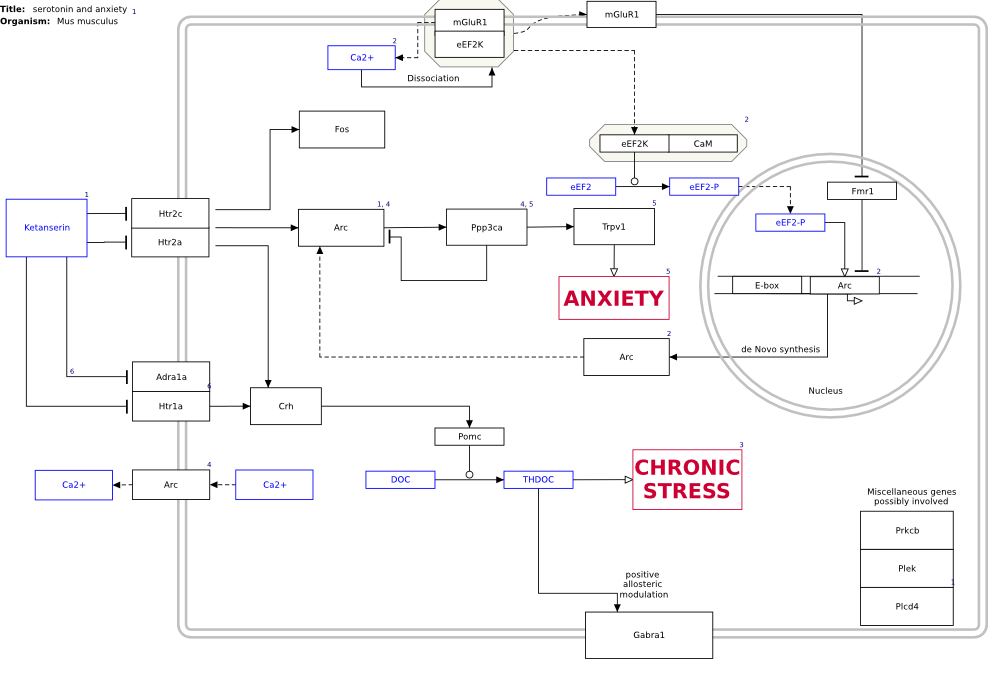 Title: serotonin and anxiety 1
Organism: Mus musculus
mGluR1
mGluR1
eEF2K
2
Ca2+
Dissociation
Fos
2
eEF2K CaM
eEF2 eEF2-P
Fmr1
eEF2-P
1
Ketanserin
Htr2c
Htr2a
1, 4
Arc
4, 5
Ppp3ca
5
Trpv1
5
ANXIETY
2
E-box Arc
2
Arc
de Novo synthesis
Nucleus
6
Adra1a
6
Htr1a
Crh
Pomc
4
Ca2+ Arc Ca2+
DOC THDOC
3
CHRONIC
STRESS
Miscellaneous genes
possibly involved
Prkcb
Plek
1
Plcd4
positive
allosteric
modulation
Gabra1